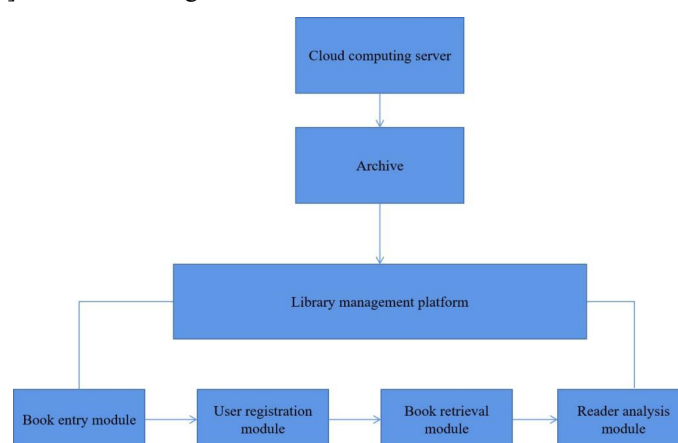 Cloud computing server
Archive
Library management platform
Book entry module
User registration
module
Book retrieval
module
Reader analysis
module